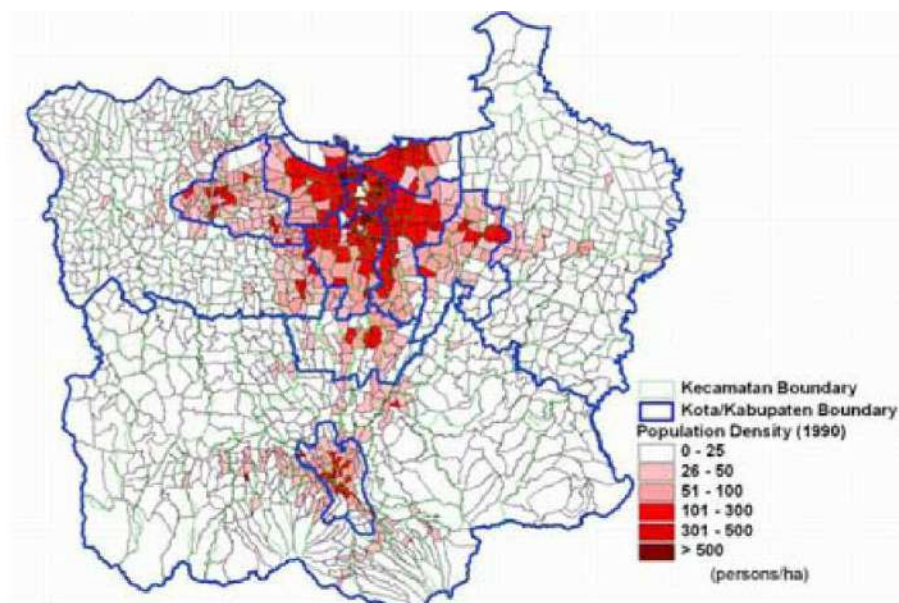 Kecamatan Boundary
Kota/Kabupaten Boundary
Population Density (1990)
0 - 25
26 - 50
51 - 100
101 - 300
301 - 500
> 500
(persons/ha)